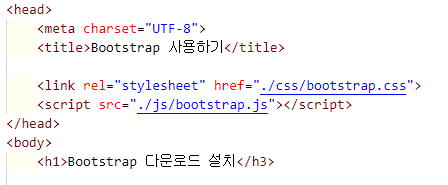 <head>
<meta charset="UTF-8">
<title>Bootstrap 사용하기</title>
<link rel="stylesheet" href="./css/bootstrap.css">
<script src="./js/bootstrap.js"></script>
</head>
<body>
<h1>Bootstrap 다운로드 설치</h3>